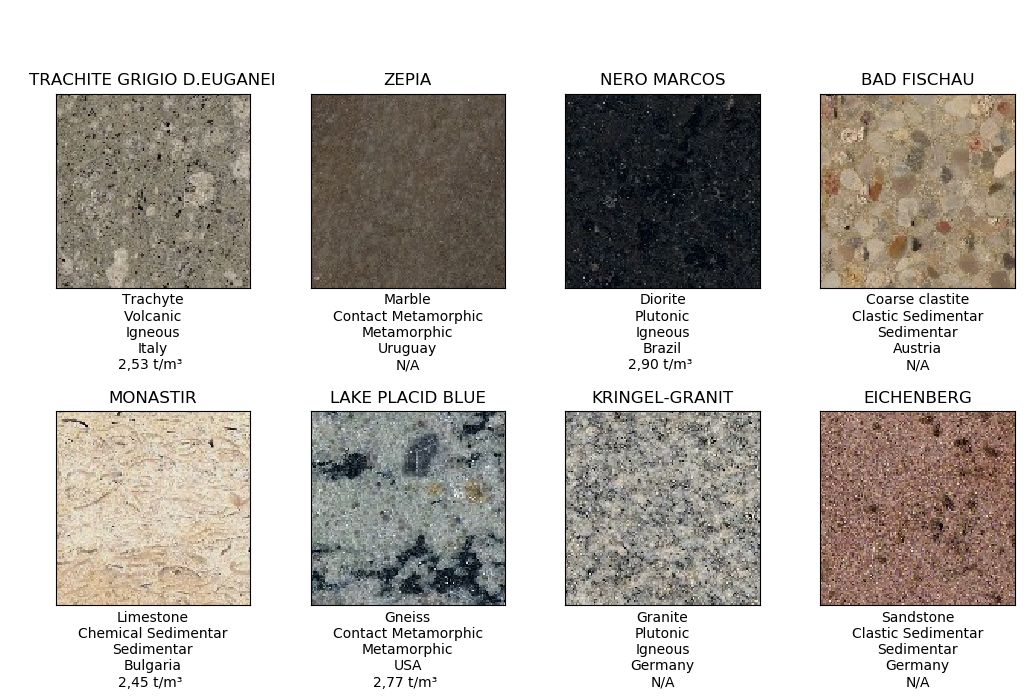 TRACHITE GRIGIO D.EUGANEI
Trachyte
Volcanic
Igneous
Italy
2,53 t/m³
ZEPIA
Marble
Contact Metamorphic
Metamorphic
Uruguay
N/A
NERO MARCOS
Diorite
Plutonic
Igneous
Brazil
2,90 t/m³
BAD FISCHAU
Coarse clastite
Clastic Sedimentar
Sedimentar
Austria
N/A
MONASTIR
Limestone
Chemical Sedimentar
Sedimentar
Bulgaria
2,45 t/m³
LAKE PLACID BLUE
Gneiss
Contact Metamorphic
Metamorphic
USA
2,77 t/m³
KRINGEL-GRANIT
Granite
Plutonic
Igneous
Germany
N/A
EICHENBERG
Sandstone
Clastic Sedimentar
Sedimentar
Germany
N/A